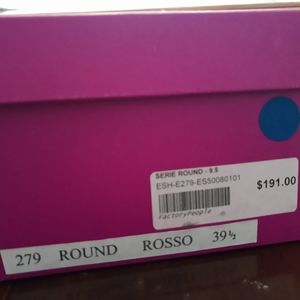 SERIE ROUND - 9.5
ESH-E279-ES50080101
$191.00
FactoryPeople
279 ROUND ROSSO 39½